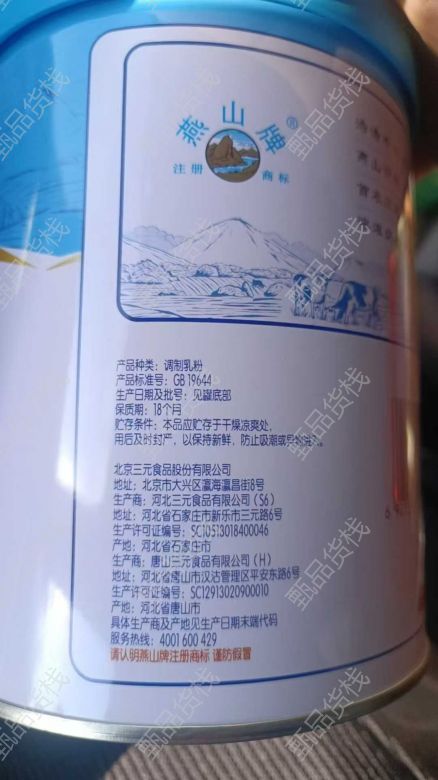 燕山牌®
注册 商标
产品种类：调制乳粉
产品标准号：GB 19644
生产日期及批号：见罐底部
保质期：18个月
贮存条件：本品应贮存于干燥凉爽处，
用后及时封严，以保持新鲜，防止吸潮或
北京三元食品股份有限公司
地址：北京市大兴区瀛海瀛昌街8号
生产商：河北三元食品有限公司（S6）
地址：河北省石家庄市新乐市三元路6号
生产许可证编号：SC10513018400046
产地：河北省石家庄市
生产商：唐山三元食品有限公司（H）
地址：河北省唐山市汉沽管理区平安东路6号
生产许可证编号：SC12913020900010
产地：河北省唐山市
具体生产商及产地见生产日期末端代码
服务热线：4001 600 429
请认明燕山牌注册商标 谨防假冒
甄品货栈